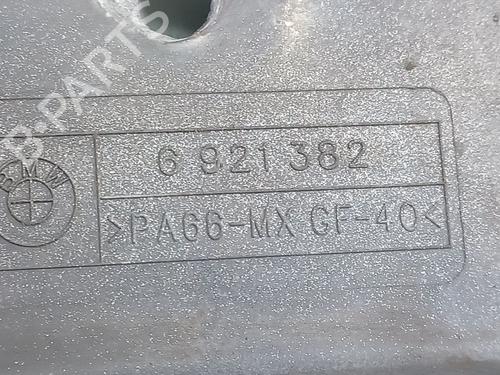 B-PARTS
BMW
6 921 382
>PA66-MX GF-40<